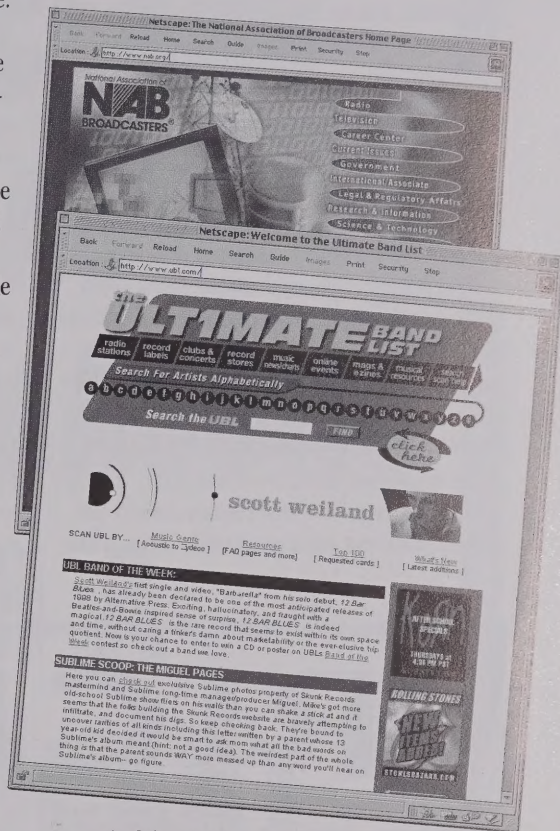 Netscape: The National Association of Broadcasters Home Page
Back Forward Reload Home Search Guide Images Print Security Stop
Location: http://www.nab.org/
National Association of
NAB
BROADCASTERS®
Radio
Television
Career Center
Current Issues
Government
International/Associate
Legal & Regulatory Affairs
Research & Information
Science & Technology
Netscape: Welcome to the Ultimate Band List
Back Forward Reload Home Search Guide Images Print Security Stop
Location: http://www.ubl.com/
the
ULT1MATE BAND
LIST
radio stations record labels clubs & concerts record stores music news/chats online events mags & ezines musical resources search
Search For Artists Alphabetically
a b c d e f g h i j k l m n o p q r s t u v w x y z 0
Search the UBL FIND
click
here
scott weiland
SCAN UBL BY... Music Genre Resources Top 100 What's New
[ Acoustic to Zydeco ] [FAQ pages and more] [ Requested cards ] [ Latest additions ]
UBL BAND OF THE WEEK:
Scott Weiland's first single and video, "Barbarella" from his solo debut, 12 Bar
Blues , has already been declared to be one of the most anticipated releases of
1998 by Alternative Press. Exciting, hallucinatory, and fraught with a
Beatles-and-Bowie inspired sense of surprise, 12 BAR BLUES is indeed
magical. 12 BAR BLUES is the rare record that seems to exist within its own space
and time, without caring a tinker's damn about marketability or the ever-elusive hip
quotient. Now is your chance to enter to win a CD or poster on UBLs Band of the
Week contest so check out a band we love.
SUBLIME SCOOP: THE MIGUEL PAGES
Here you can check out exclusive Sublime photos property of Skunk Records
mastermind and Sublime long-time manager/producer Miguel. Mike's got more
old-school Sublime show fliers on his walls than you can shake a stick at and it
seems that the folks building the Skunk Records website are bravely attempting to
infiltrate, and document his digs. So keep checking back. They're bound to
uncover rarities of all kinds including this letter written by a parent whose 13
year-old kid decided it would be smart to ask mom what all the bad words on
Sublime's album meant (hint: not a good idea). The weirdest part of the whole
thing is that the parent sounds WAY more messed up than any word you'll hear on
Sublime's album-- go figure.
AFTER SCHOOL
SPECIALS
THURSDAYS at
ROLLING STONES
NEW
ITEMS